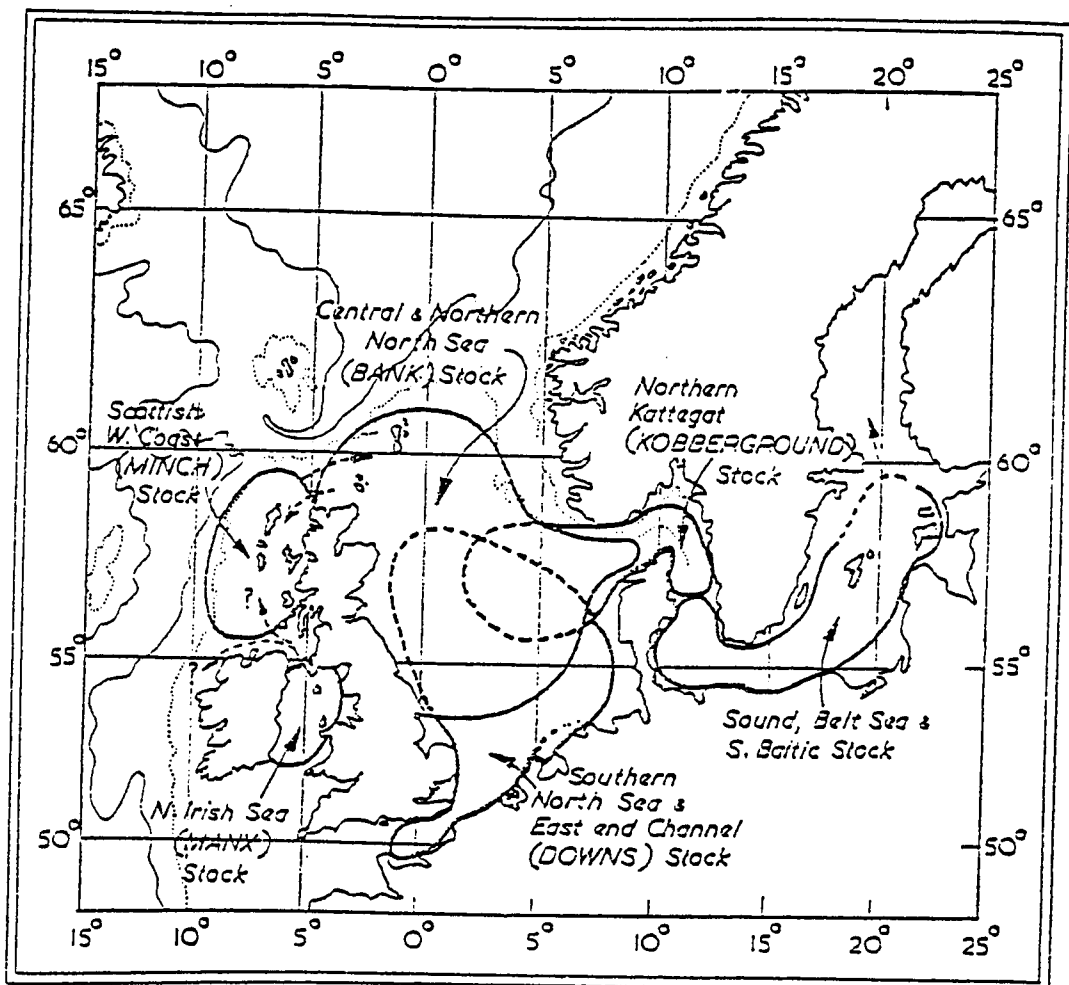 15° 10° 5° 0° 5° 10° 15° 20° 25°
65° 65°
Central & Northern
North Sea
(BANK) Stock
Northern
Kattegat
(KOBBERGROUND)
Stock
Scottish
W. Coast
(MINCH)
Stock
60° 60°
?
55° 55°
?
Sound, Belt Sea &
S. Baltic Stock
Southern
North Sea &
East end Channel
(DOWNS) Stock
N. Irish Sea
(MANX)
Stock
50° 50°
15° 10° 5° 0° 5° 10° 15° 20° 25°